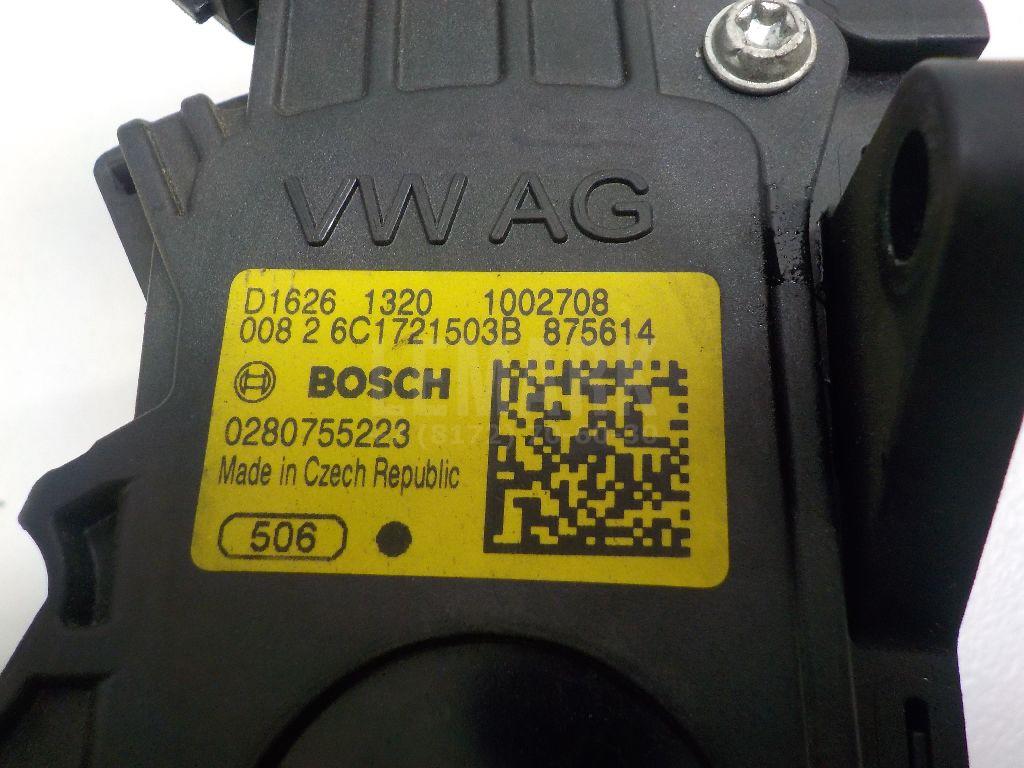 VW AG
D1626 1320 1002708
008 2 6C1721503B 875614
BOSCH
0280755223
Made in Czech Republic
506